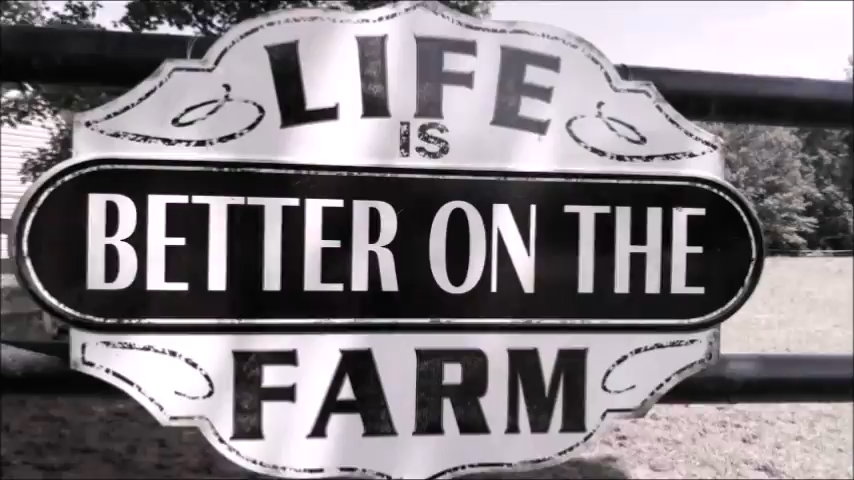 LIFE
IS
BETTER ON THE
FARM